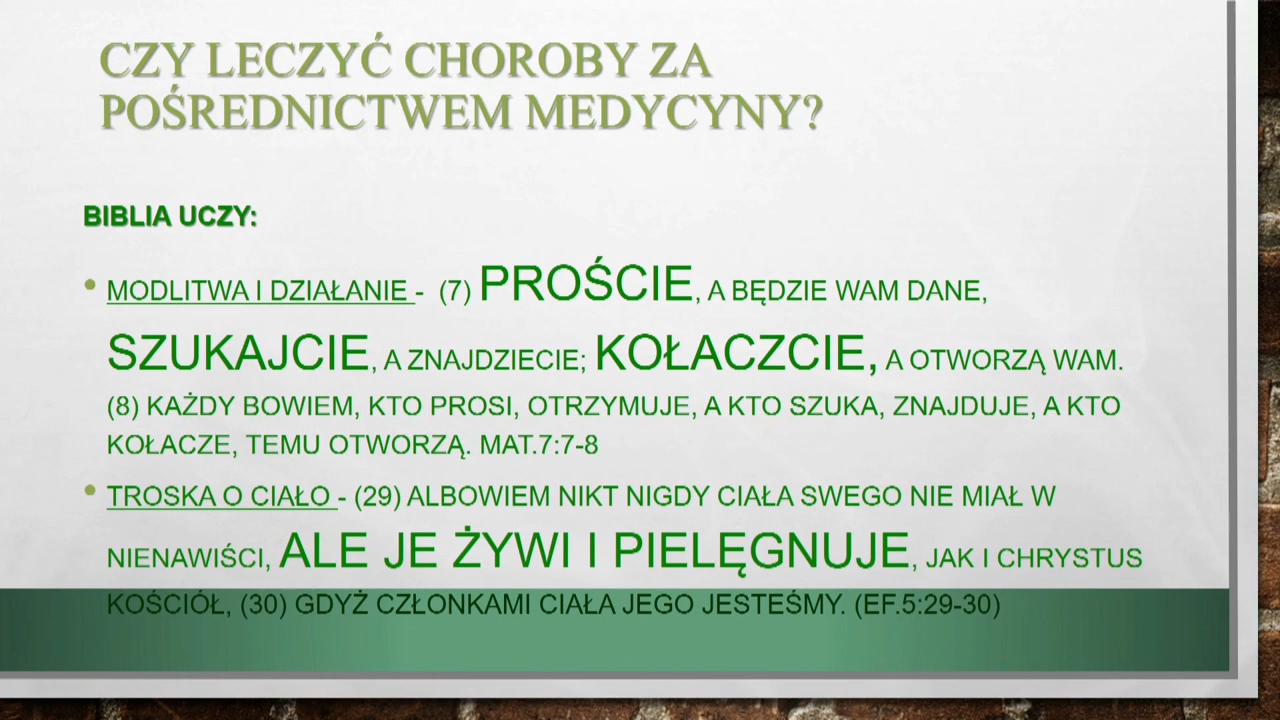 CZY LECZYĆ CHOROBY ZA
POŚREDNICTWEM MEDYCYNY?
BIBLIA UCZY:
• MODLITWA I DZIAŁANIE - (7) PROŚCIE, A BĘDZIE WAM DANE,
SZUKAJCIE, A ZNAJDZIECIE; KOŁACZCIE, A OTWORZĄ WAM.
(8) KAŻDY BOWIEM, KTO PROSI, OTRZYMUJE, A KTO SZUKA, ZNAJDUJE, A KTO
KOŁACZE, TEMU OTWORZĄ. MAT.7:7-8
• TROSKA O CIAŁO - (29) ALBOWIEM NIKT NIGDY CIAŁA SWEGO NIE MIAŁ W
NIENAWIŚCI, ALE JE ŻYWI I PIELĘGNUJE, JAK I CHRYSTUS
KOŚCIÓŁ, (30) GDYŻ CZŁONKAMI CIAŁA JEGO JESTEŚMY. (EF.5:29-30)